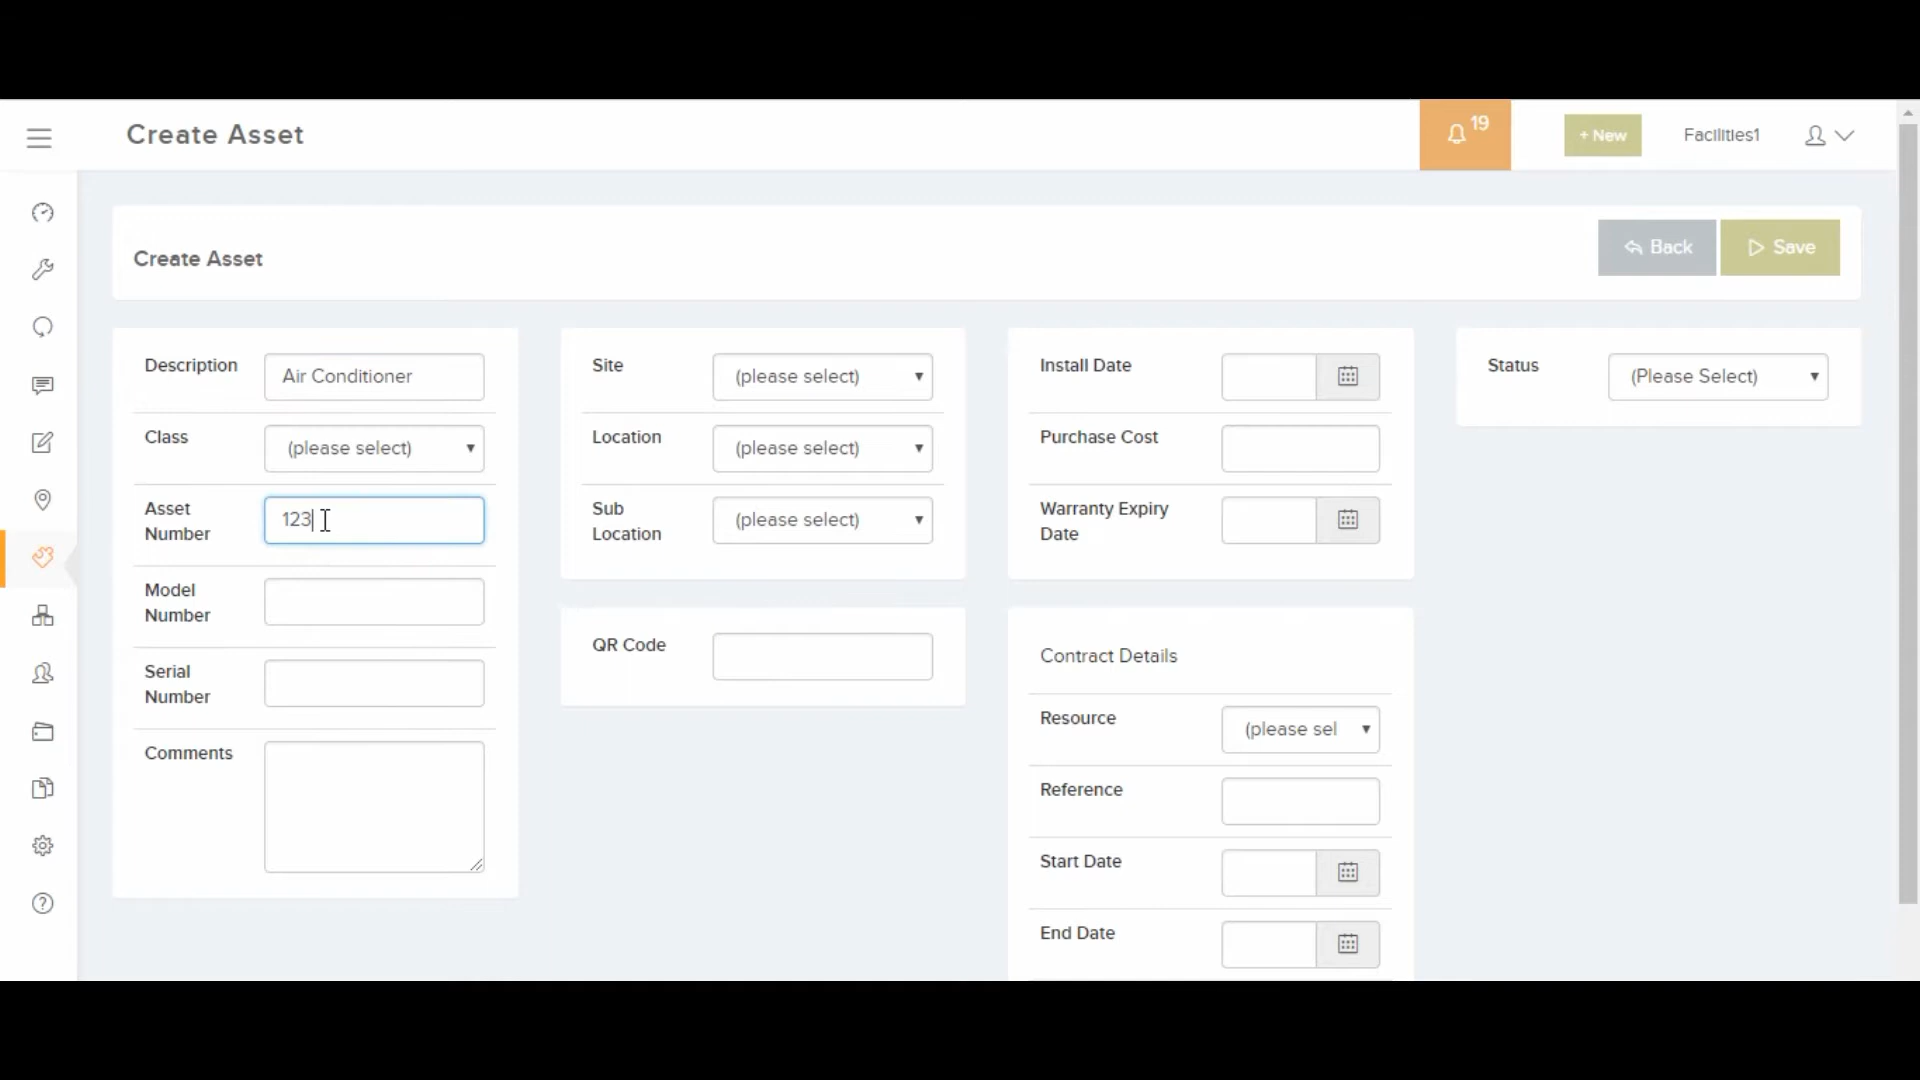 Create Asset
19
+ New
Facilities1
Create Asset
Back
Save
Description
Air Conditioner
Class
(please select)
Asset
Number
123
Model
Number
Serial
Number
Comments
Site
(please select)
Location
(please select)
Sub
Location
(please select)
QR Code
Install Date
Purchase Cost
Warranty Expiry
Date
Contract Details
Resource
(please sel
Reference
Start Date
End Date
Status
(Please Select)